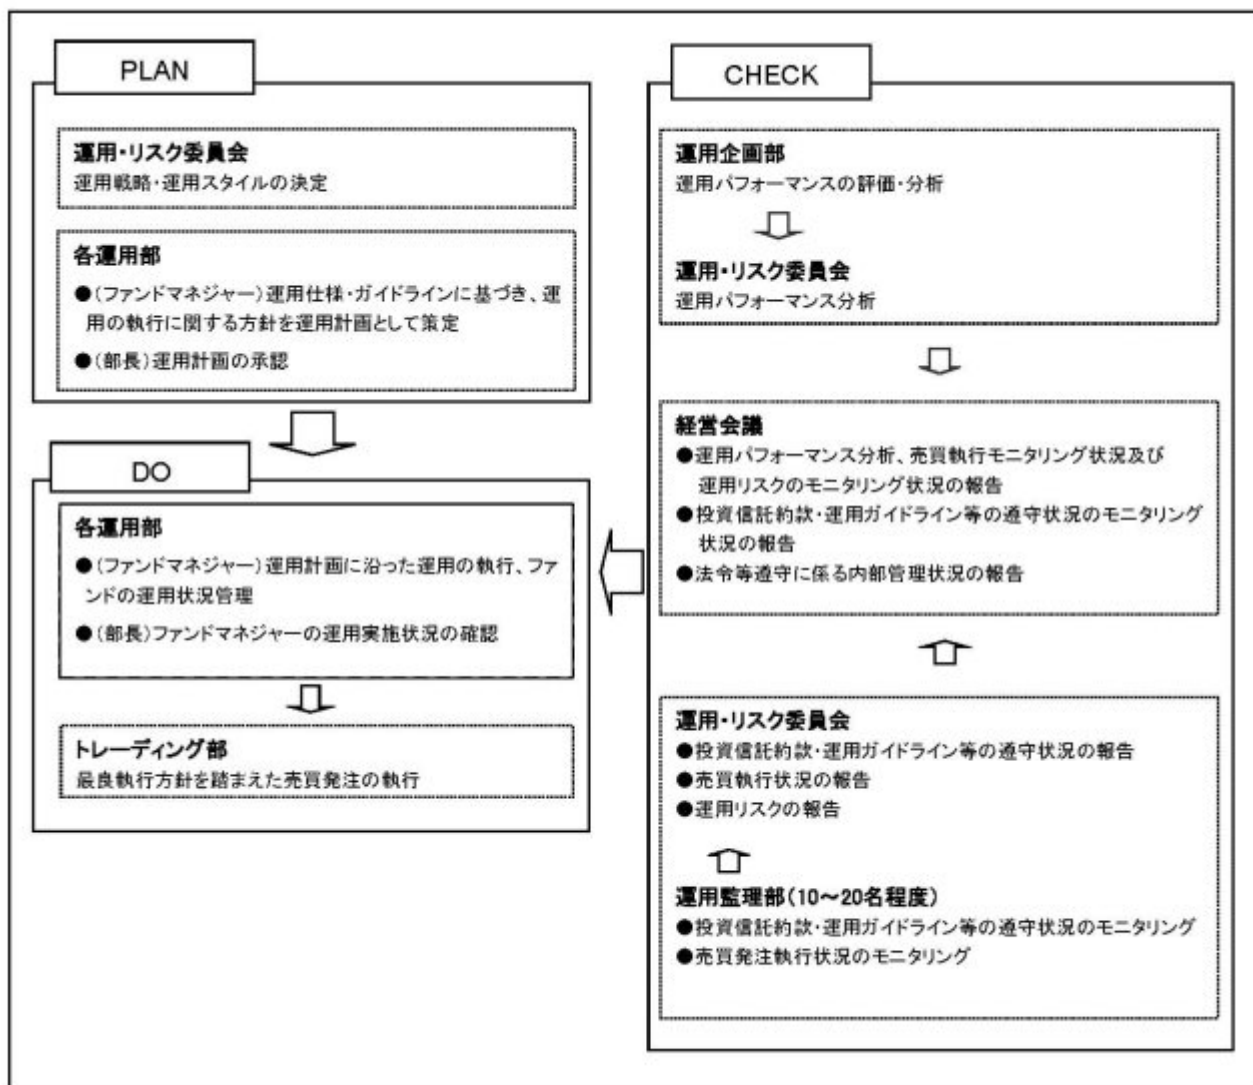 PLAN
運用・リスク委員会
運用戦略・運用スタイルの決定
各運用部
●(ファンドマネジャー)運用仕様・ガイドラインに基づき、運
用の執行に関する方針を運用計画として策定
●(部長)運用計画の承認
DO
各運用部
●(ファンドマネジャー)運用計画に沿った運用の執行、ファ
ンドの運用状況管理
●(部長)ファンドマネジャーの運用実施状況の確認
トレーディング部
最良執行方針を踏まえた売買発注の執行
CHECK
運用企画部
運用パフォーマンスの評価・分析
運用・リスク委員会
運用パフォーマンス分析
経営会議
●運用パフォーマンス分析、売買執行モニタリング状況及び
運用リスクのモニタリング状況の報告
●投資信託約款・運用ガイドライン等の遵守状況のモニタリング
状況の報告
●法令等遵守に係る内部管理状況の報告
運用・リスク委員会
●投資信託約款・運用ガイドライン等の遵守状況の報告
●売買執行状況の報告
●運用リスクの報告
運用監理部(10～20名程度)
●投資信託約款・運用ガイドライン等の遵守状況のモニタリング
●売買発注執行状況のモニタリング